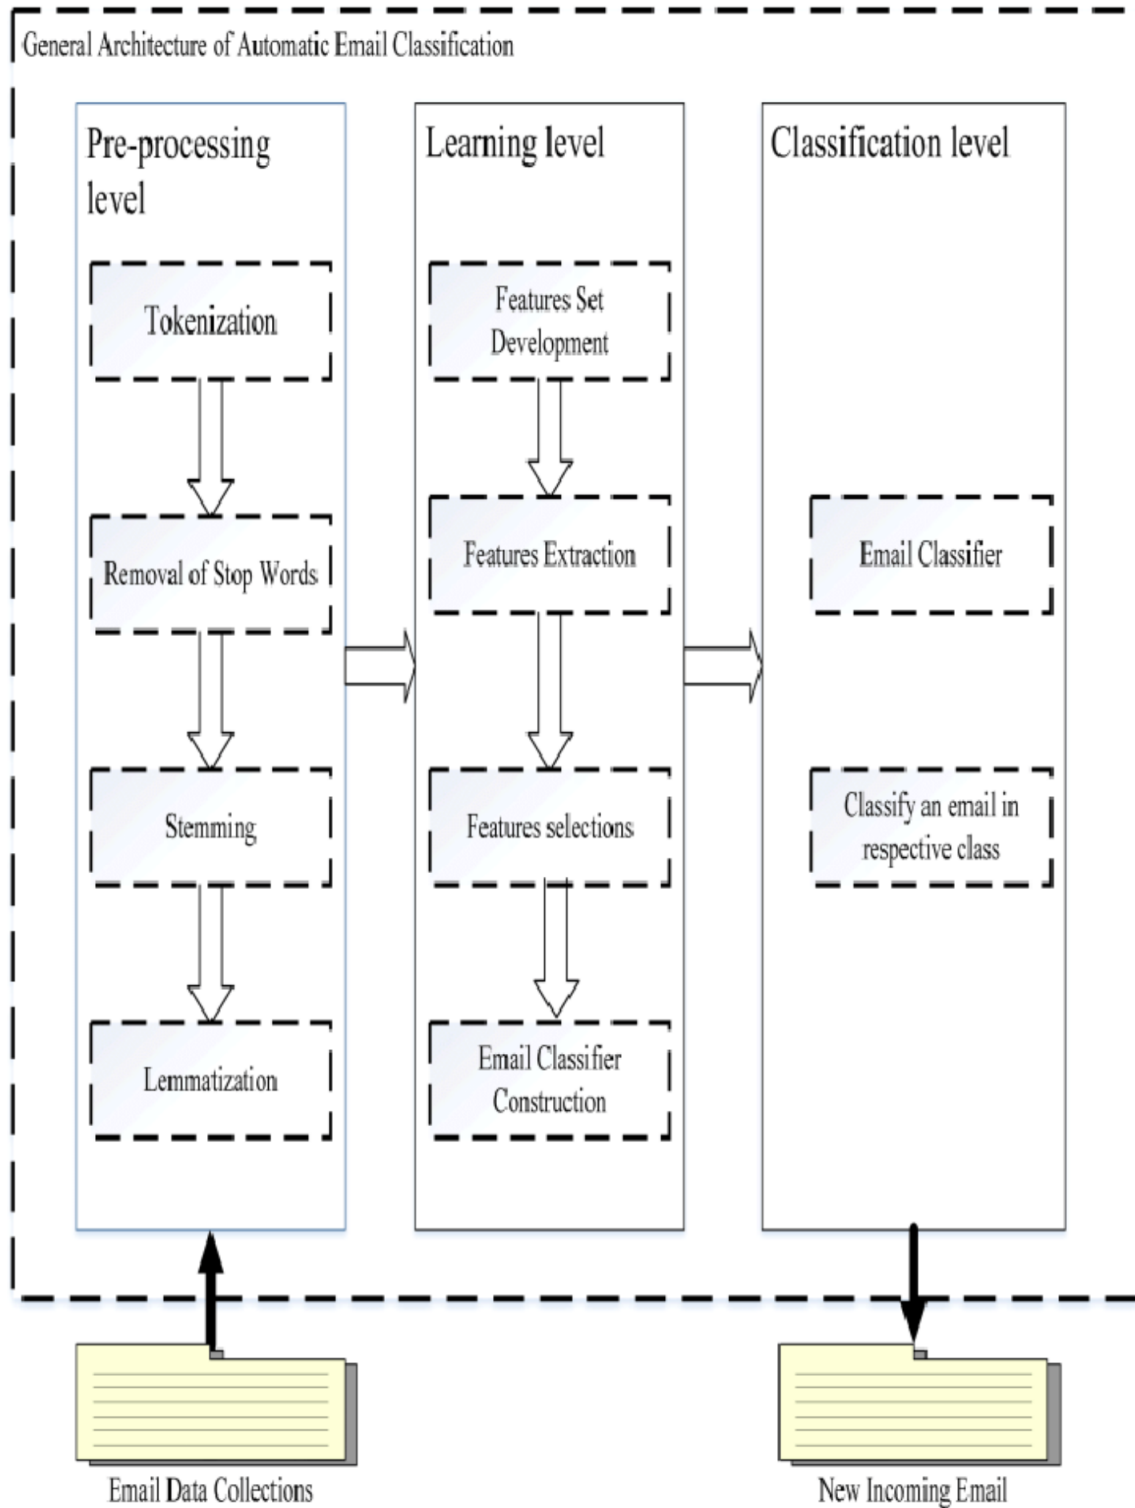 General Architecture of Automatic Email Classification
Pre-processing
level
Tokenization
Removal of Stop Words
Stemming
Lemmatization
Learning level
Features Set
Development
Features Extraction
Features selections
Email Classifier
Construction
Classification level
Email Classifier
Classify an email in
respective class
Email Data Collections
New Incoming Email